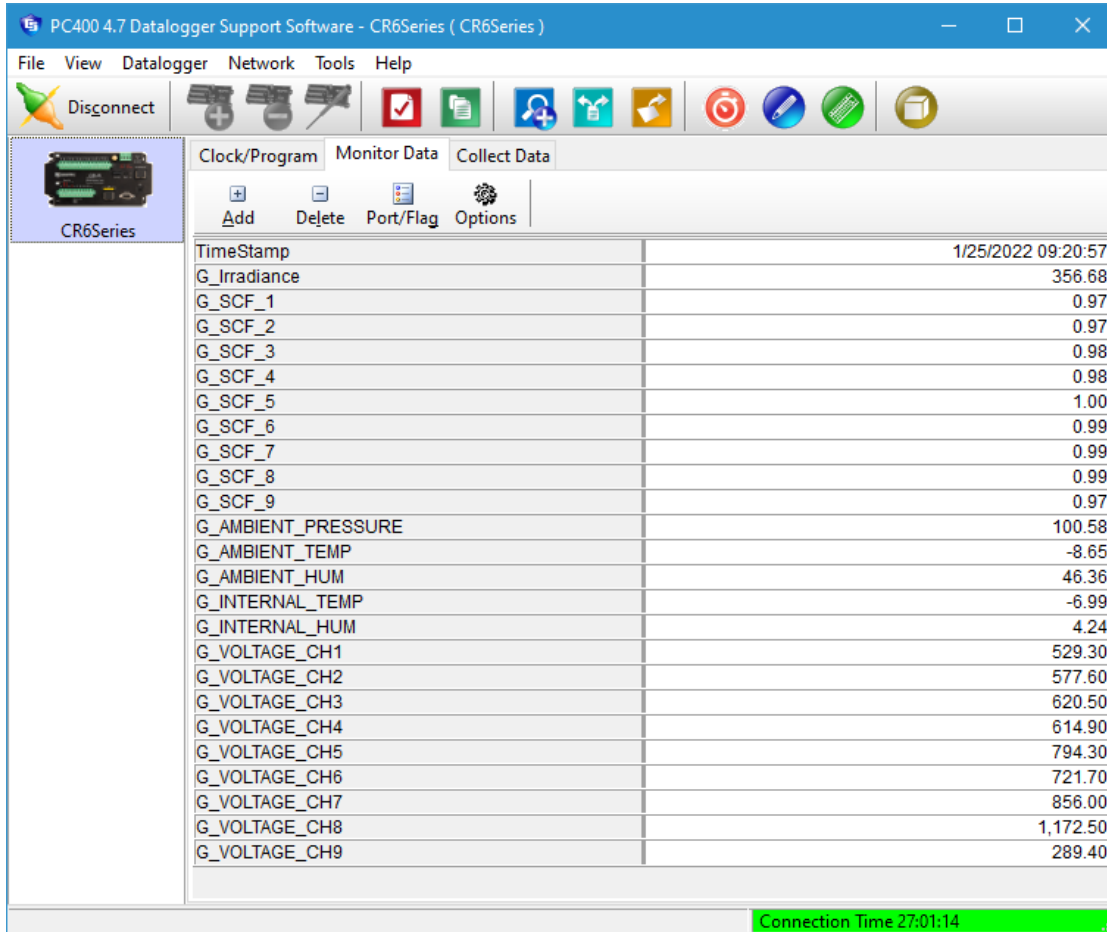 PC400 4.7 Datalogger Support Software - CR6Series ( CR6Series )
File View Datalogger Network Tools Help
Disconnect
CR6Series
Clock/Program Monitor Data Collect Data
Add Delete Port/Flag Options
TimeStamp 1/25/2022 09:20:57
G_Irradiance 356.68
G_SCF_1 0.97
G_SCF_2 0.97
G_SCF_3 0.98
G_SCF_4 0.98
G_SCF_5 1.00
G_SCF_6 0.99
G_SCF_7 0.99
G_SCF_8 0.99
G_SCF_9 0.97
G_AMBIENT_PRESSURE 100.58
G_AMBIENT_TEMP -8.65
G_AMBIENT_HUM 46.36
G_INTERNAL_TEMP -6.99
G_INTERNAL_HUM 4.24
G_VOLTAGE_CH1 529.30
G_VOLTAGE_CH2 577.60
G_VOLTAGE_CH3 620.50
G_VOLTAGE_CH4 614.90
G_VOLTAGE_CH5 794.30
G_VOLTAGE_CH6 721.70
G_VOLTAGE_CH7 856.00
G_VOLTAGE_CH8 1,172.50
G_VOLTAGE_CH9 289.40
Connection Time 27:01:14